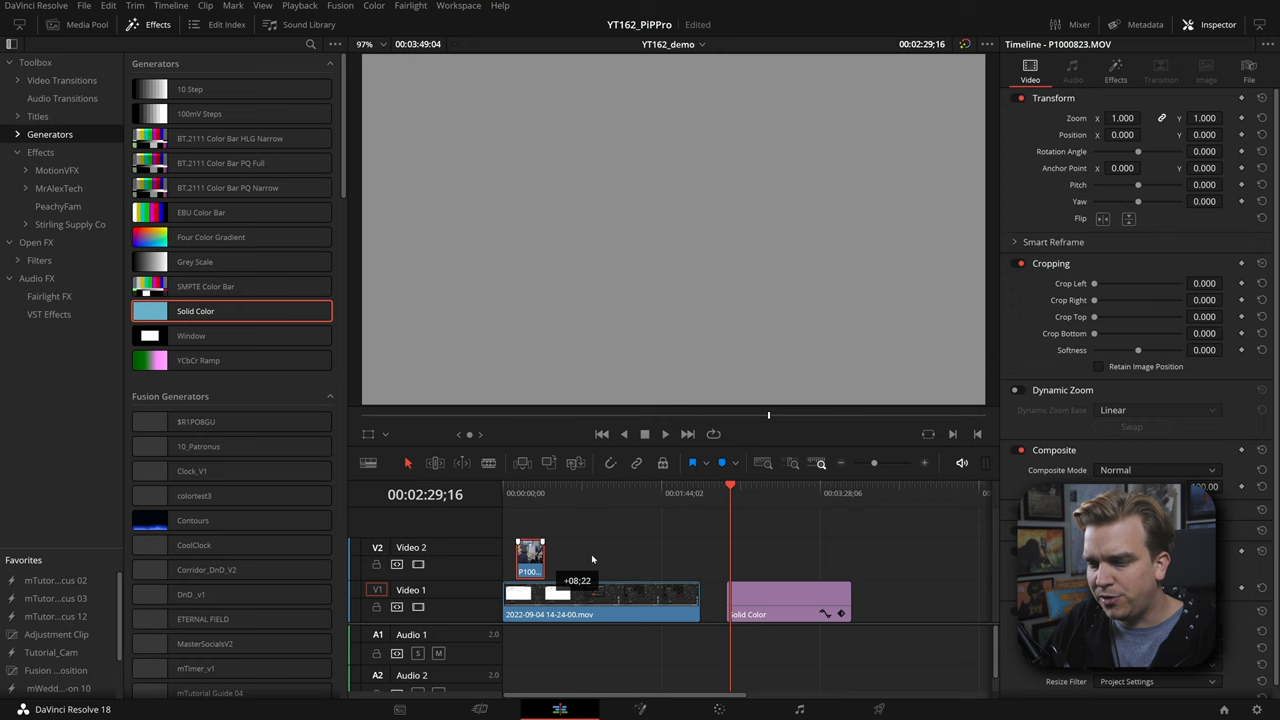 DaVinci Resolve File Edit Trim Timeline Clip Mark View Playback Fusion Color Fairlight Workspace Help
Media Pool Effects Edit Index Sound Library YT162_PiPPro Edited Mixer Metadata Inspector
97% 00:03:49:04 YT162_demo 00:02:29;16 Timeline - P1000823.MOV
Toolbox
Video Transitions
Audio Transitions
Titles
Generators
Effects
MotionVFX
MrAlexTech
PeachyFam
Stirling Supply Co
Open FX
Filters
Audio FX
Fairlight FX
VST Effects
Favorites
mTutor…cus 02
mTutor…cus 03
mTutor…cus 12
Adjustment Clip
Tutorial_Cam
Fusion …osition
mWedd…on 10
Generators
10 Step
100mV Steps
BT.2111 Color Bar HLG Narrow
BT.2111 Color Bar PQ Full
BT.2111 Color Bar PQ Narrow
EBU Color Bar
Four Color Gradient
Grey Scale
SMPTE Color Bar
Solid Color
Window
YCbCr Ramp
Fusion Generators
$R1PO8GU
10_Patronus
Clock_V1
colortest3
Contours
CoolClock
Corridor_DnD_V2
DnD _v1
ETERNAL FIELD
MasterSocialsV2
mTimer_v1
mTutorial Guide 04
00:02:29;16 00:00:00;00 00:01:44;02 00:03:28;06 00
V2 Video 2
P100...
+08;22
V1 Video 1
2022-09-04 14-24-00.mov Solid Color
A1 Audio 1 2.0
S M
A2 Audio 2 2.0
Video Audio Effects Transition Image File
Transform
Zoom X 1.000 Y 1.000
Position X 0.000 Y 0.000
Rotation Angle 0.000
Anchor Point X 0.000 Y 0.000
Pitch 0.000
Yaw 0.000
Flip
Smart Reframe
Cropping
Crop Left 0.000
Crop Right 0.000
Crop Top 0.000
Crop Bottom 0.000
Softness 0.000
Retain Image Position
Dynamic Zoom
Dynamic Zoom Ease Linear
Swap
Composite
Composite Mode Normal
00.00
Resize Filter Project Settings
DaVinci Resolve 18